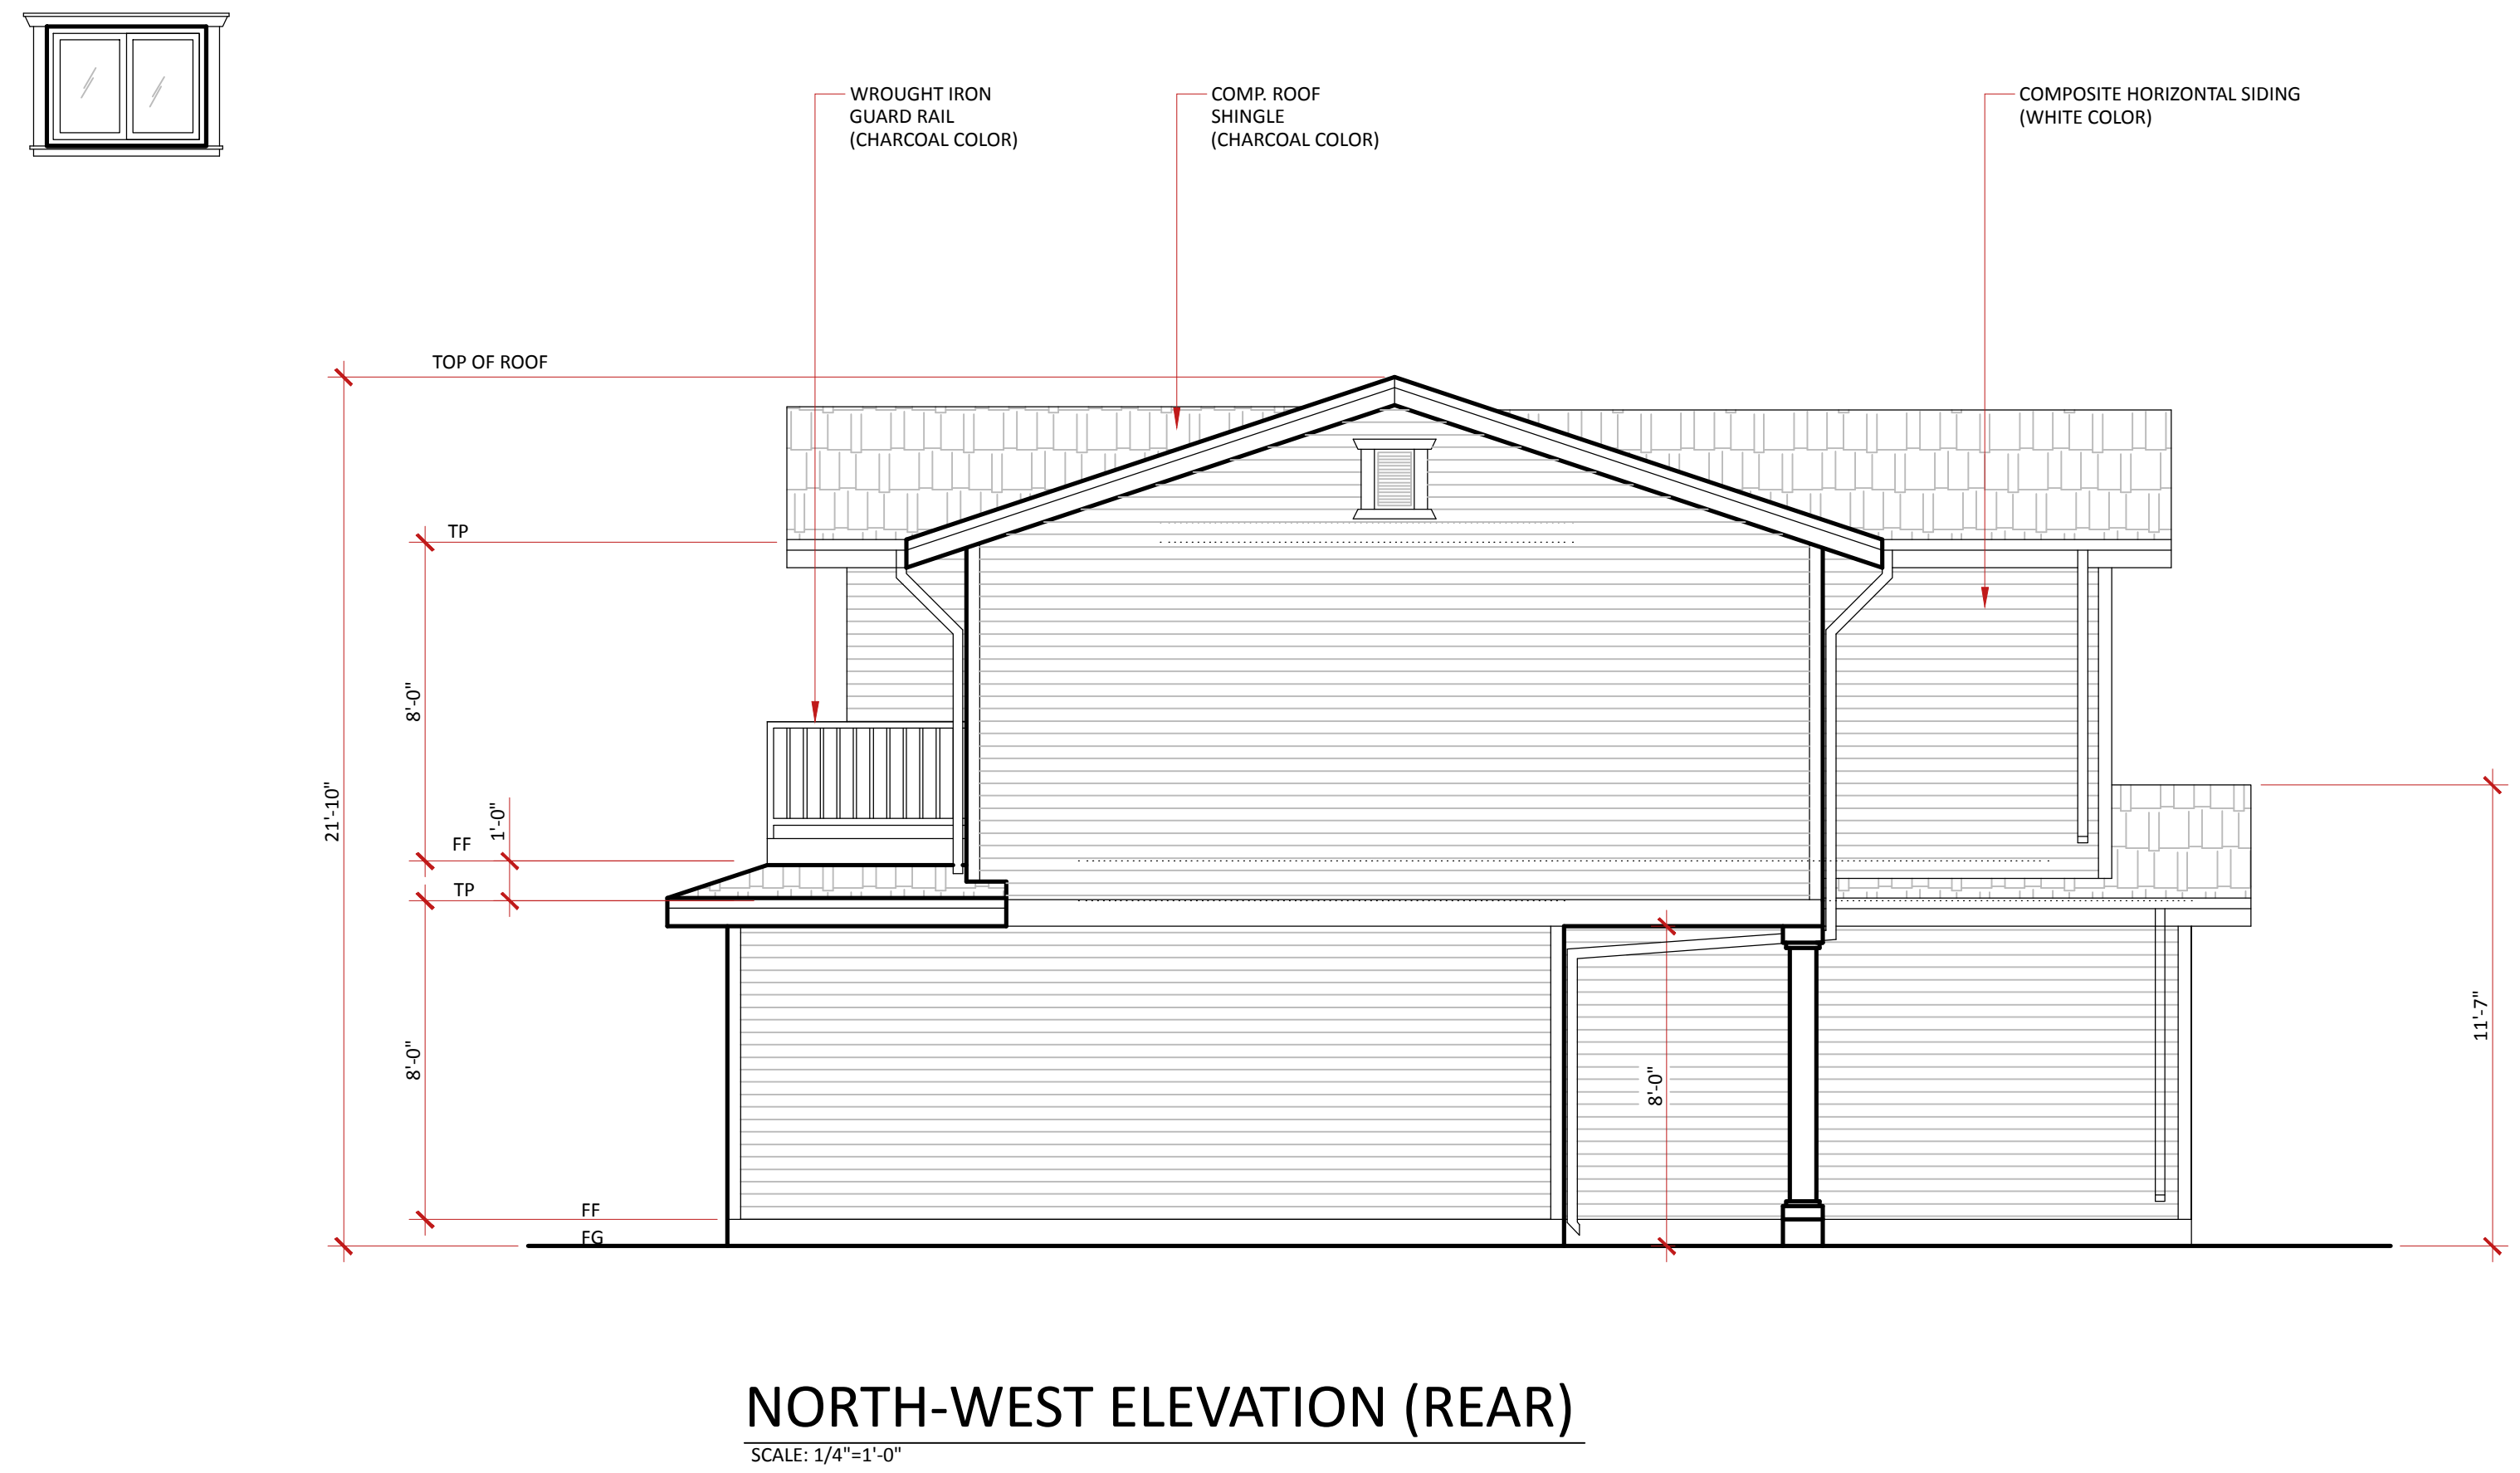 WROUGHT IRON
GUARD RAIL
(CHARCOAL COLOR)
COMP. ROOF
SHINGLE
(CHARCOAL COLOR)
COMPOSITE HORIZONTAL SIDING
(WHITE COLOR)
TOP OF ROOF
TP
8'-0"
21'-10"
1'-0"
FF
TP
8'-0"
8'-0"
11'-7"
FF
FG
NORTH-WEST ELEVATION (REAR)
SCALE: 1/4"=1'-0"